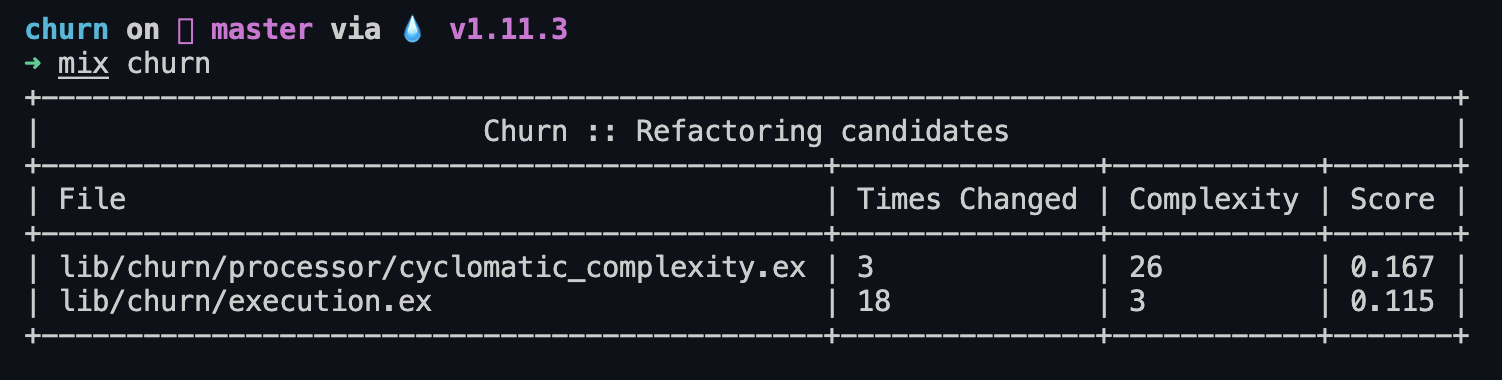 churn on master via 💧 v1.11.3
➜ mix churn
+-----------------------------------------------------------------------------------+
| Churn :: Refactoring candidates |
+-----------------------------------------------+---------------+------------+-------+
| File | Times Changed | Complexity | Score |
+-----------------------------------------------+---------------+------------+-------+
| lib/churn/processor/cyclomatic_complexity.ex | 3 | 26 | 0.167 |
| lib/churn/execution.ex | 18 | 3 | 0.115 |
+-----------------------------------------------+---------------+------------+-------+